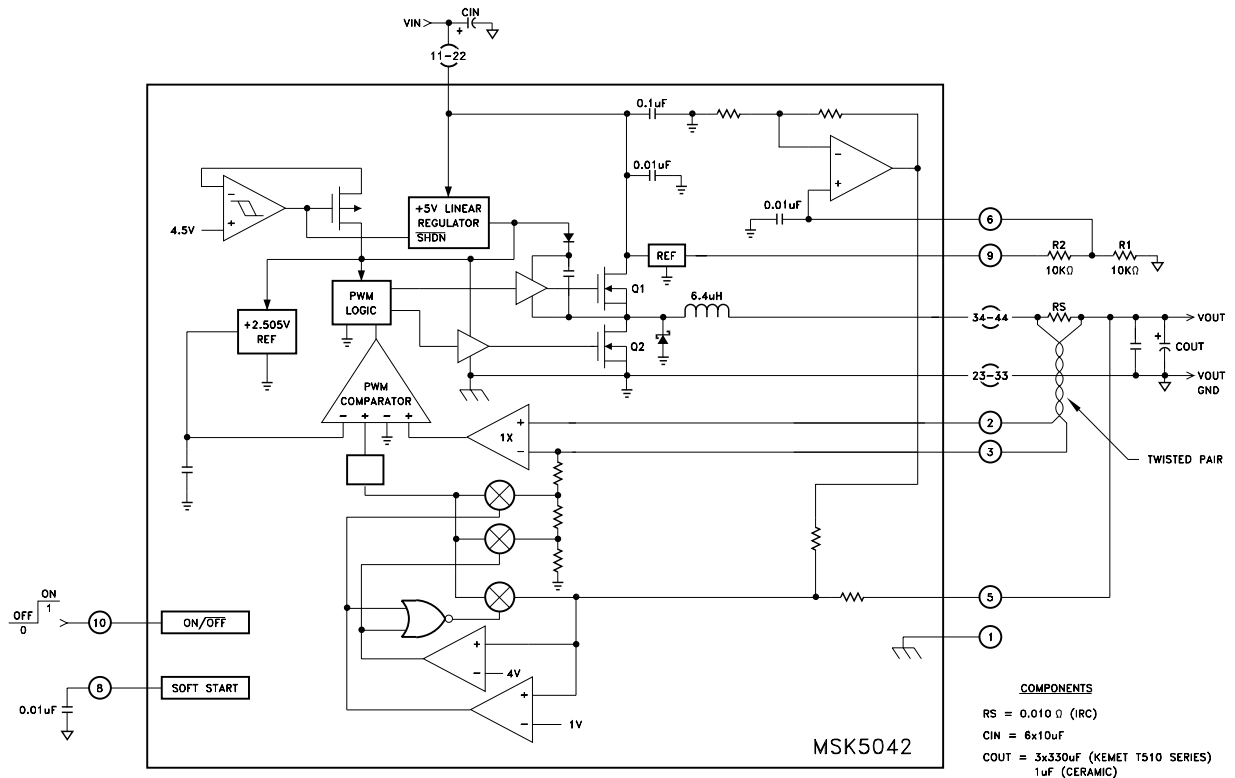 CIN
VIN
+
11-22
0.1uF
0.01uF
-
+
0.01uF
6
+5V LINEAR
REGULATOR
SHDN
-
+
4.5V
REF
9
R2
10KΩ
R1
10KΩ
PWM
LOGIC
Q1
6.4uH
34-44
RS
VOUT
+2.505V
REF
Q2
+
COUT
23-33
VOUT
GND
PWM
COMPARATOR
- + - +
1X
+
-
2
3
TWISTED PAIR
5
ON
1
OFF
0
10
ON/OFF
1
+
-
4V
8
SOFT START
0.01uF
+
-
1V
MSK5042
COMPONENTS
RS = 0.010 Ω (IRC)
CIN = 6x10uF
COUT = 3x330uF (KEMET T510 SERIES)
1uF (CERAMIC)